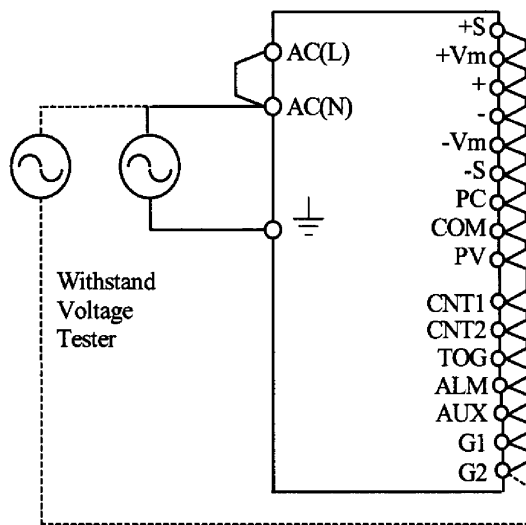 AC(L)
AC(N)
Withstand
Voltage
Tester
+S
+Vm
+
-
-Vm
-S
PC
COM
PV
CNT1
CNT2
TOG
ALM
AUX
G1
G2